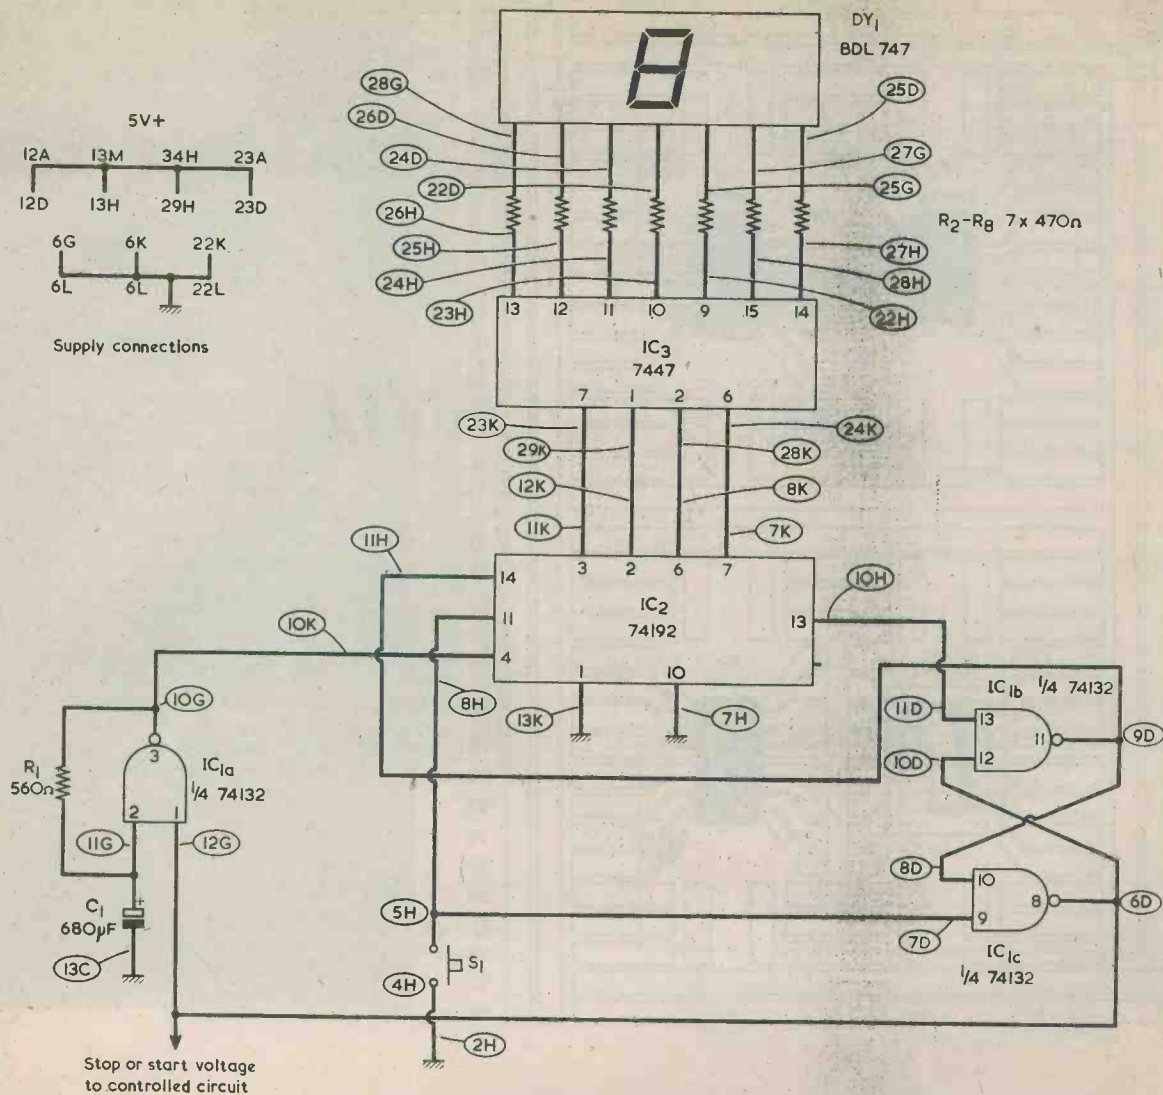 DY1
BDL 747
28G
26D
24D
22D
25D
27G
25G
5V+
12A 13M 34H 23A
12D 13H 29H 23D
6G 6K 22K
6L 6L 22L
Supply connections
26H
25H
24H
23H
R2-R8 7 x 470Ω
27H
28H
22H
13 12 11 10 9 15 14
IC3
7447
7 1 2 6
23K
29K
12K
11K
24K
28K
8K
7K
11H
10K
8H
10H
3 2 6 7
14
11
4
IC2
74192
13
1 10
13K
7H
10G
R1
560Ω
3
IC1a
1/4 74132
2 1
11G
12G
C1
680µF
+
13C
IC1b 1/4 74132
11D
10D
13
12
11
9D
8D
10
9
8
6D
7D
IC1c
1/4 74132
5H
S1
4H
2H
Stop or start voltage
to controlled circuit